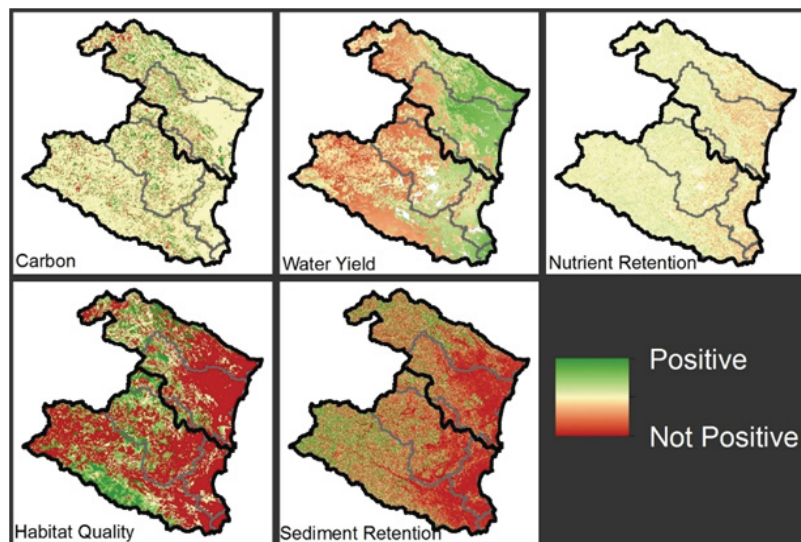 Carbon
Water Yield
Nutrient Retention
Habitat Quality
Sediment Retention
Positive
Not Positive